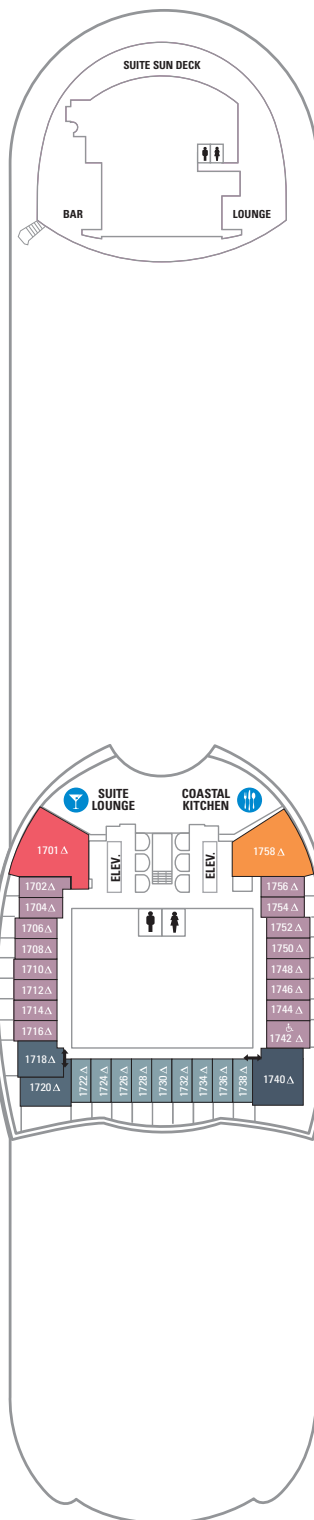 SUITE SUN DECK
BAR
LOUNGE
SUITE
LOUNGE
COASTAL
KITCHEN
1701 Δ
ELEV.
ELEV.
1758 Δ
1702 Δ
1704 Δ
1706 Δ
1708 Δ
1710 Δ
1712 Δ
1714 Δ
1716 Δ
1718 Δ
1720 Δ
1756 Δ
1754 Δ
1752 Δ
1750 Δ
1748 Δ
1746 Δ
1744 Δ
1742 Δ
1740 Δ
1722 Δ
1724 Δ
1726 Δ
1728 Δ
1730 Δ
1732 Δ
1734 Δ
1736 Δ
1738 Δ